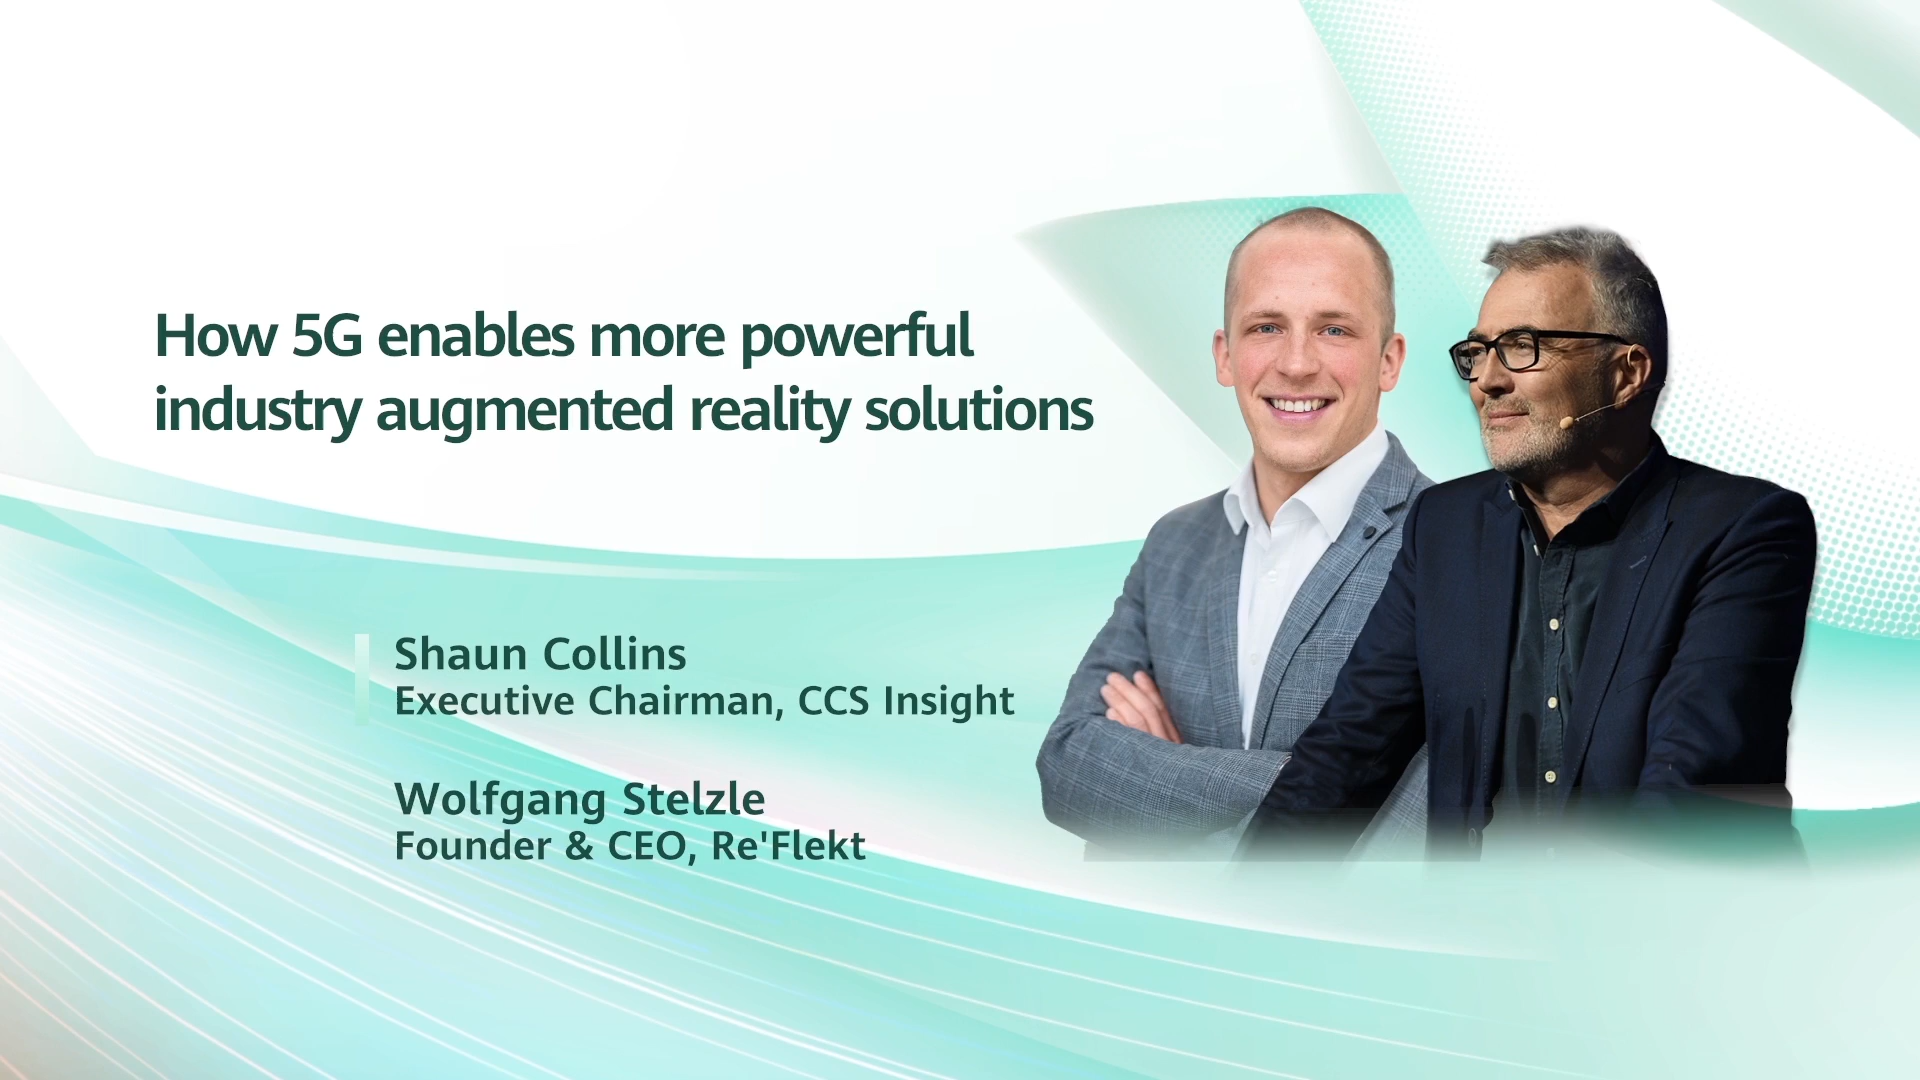 How 5G enables more powerful
industry augmented reality solutions
Shaun Collins
Executive Chairman, CCS Insight
Wolfgang Stelzle
Founder & CEO, Re'Flekt